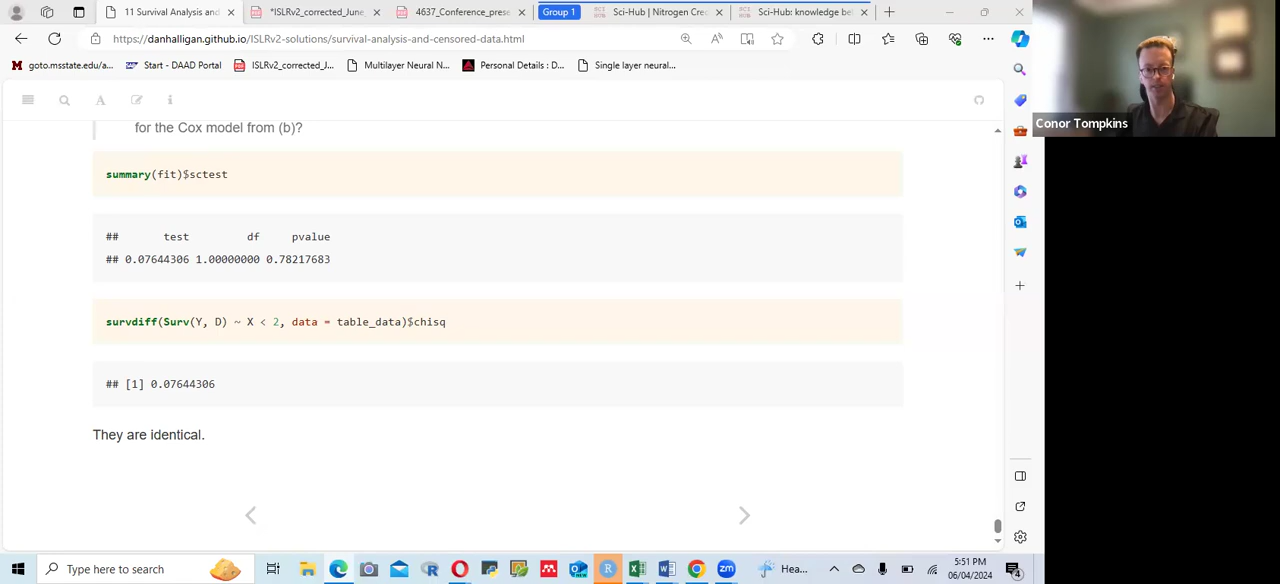 11 Survival Analysis and
*ISLRv2_corrected_June_
4637_Conference_prese
Group 1
Sci-Hub | Nitrogen Cre
Sci-Hub: knowledge be
https://danhalligan.github.io/ISLRv2-solutions/survival-analysis-and-censored-data.html
goto.msstate.edu/a...
Start - DAAD Portal
ISLRv2_corrected_J...
Multilayer Neural N...
Personal Details : D...
Single layer neural...
for the Cox model from (b)?
summary(fit)$sctest
## test df pvalue
## 0.07644306 1.00000000 0.78217683
survdiff(Surv(Y, D) ~ X < 2, data = table_data)$chisq
## [1] 0.07644306
They are identical.
Conor Tompkins
Type here to search
Hea...
5:51 PM
06/04/2024
4